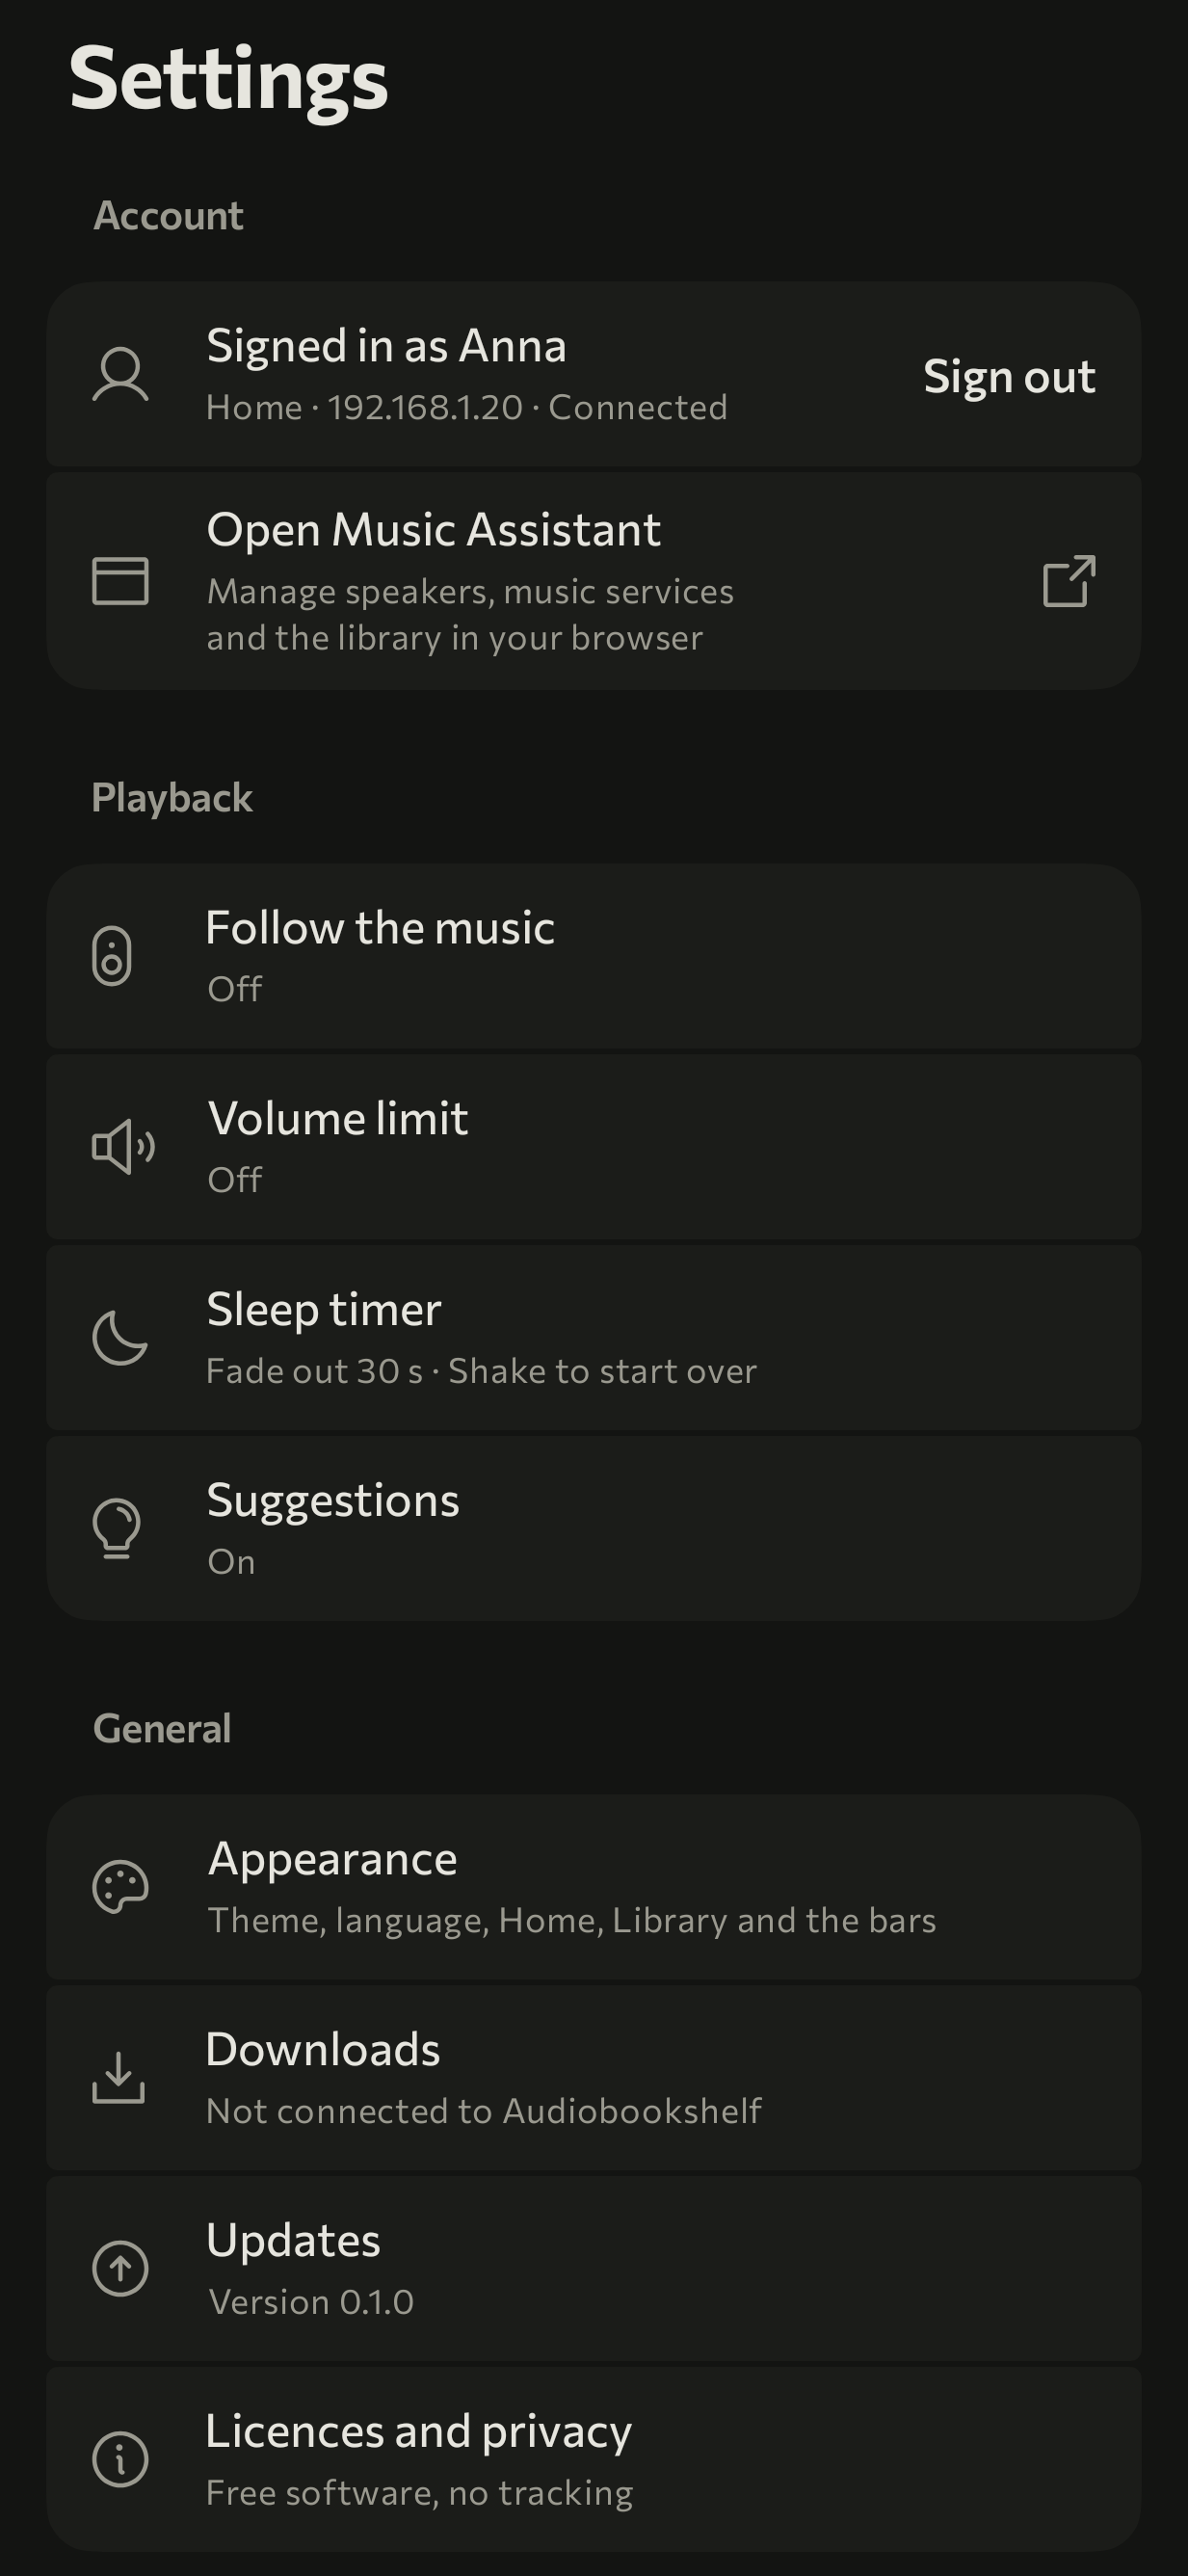 Settings
Account
Signed in as Anna
Home · 192.168.1.20 · Connected
Sign out
Open Music Assistant
Manage speakers, music services
and the library in your browser
Playback
Follow the music
Off
Volume limit
Off
Sleep timer
Fade out 30 s · Shake to start over
Suggestions
On
General
Appearance
Theme, language, Home, Library and the bars
Downloads
Not connected to Audiobookshelf
Updates
Version 0.1.0
Licences and privacy
Free software, no tracking